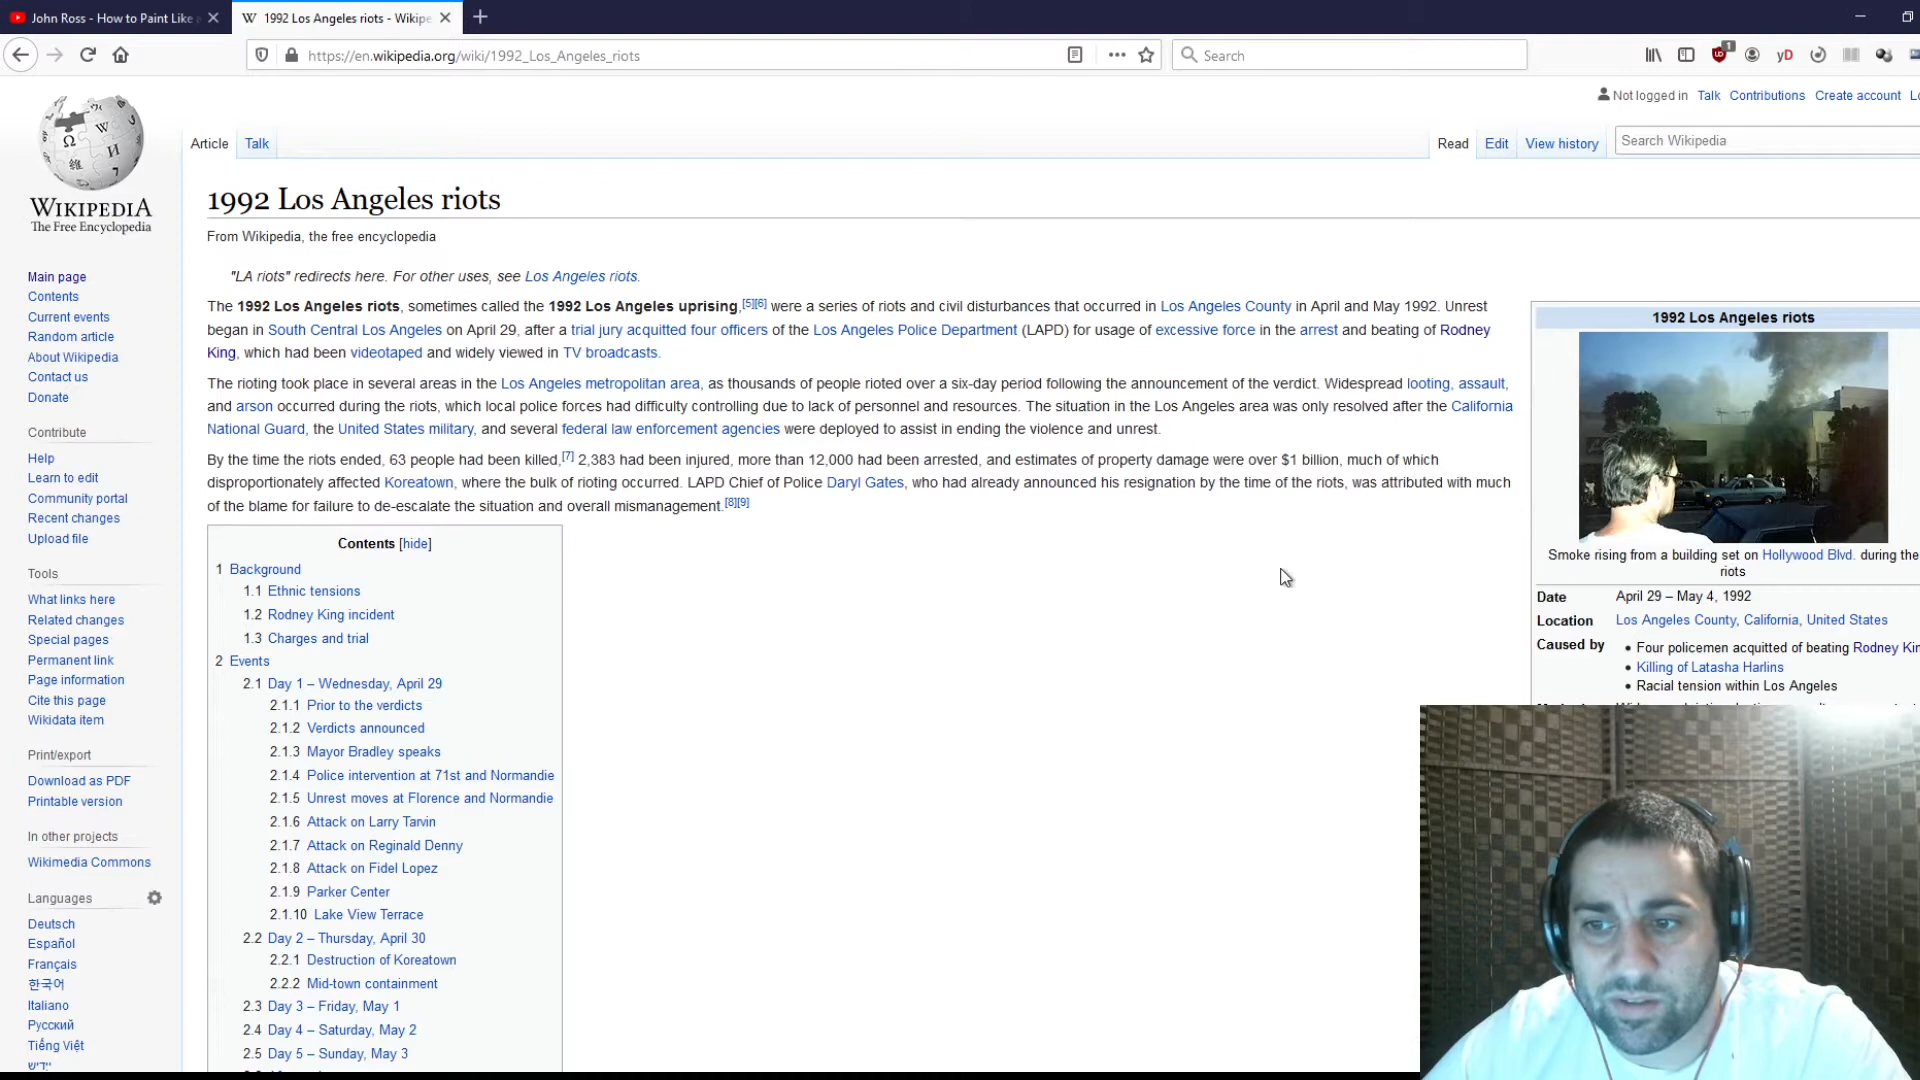 John Ross - How to Paint Like
1992 Los Angeles riots - Wikipe
https://en.wikipedia.org/wiki/1992_Los_Angeles_riots
Search
1
yD
Not logged in Talk Contributions Create account
Article Talk
Read Edit View history
Search Wikipedia
WIKIPEDIA
The Free Encyclopedia
Main page
Contents
Current events
Random article
About Wikipedia
Contact us
Donate
Contribute
Help
Learn to edit
Community portal
Recent changes
Upload file
Tools
What links here
Related changes
Special pages
Permanent link
Page information
Cite this page
Wikidata item
Print/export
Download as PDF
Printable version
In other projects
Wikimedia Commons
Languages
Deutsch
Español
Français
한국어
Italiano
Русский
Tiếng Việt
ייִדיש
1992 Los Angeles riots
From Wikipedia, the free encyclopedia
"LA riots" redirects here. For other uses, see Los Angeles riots.
The 1992 Los Angeles riots, sometimes called the 1992 Los Angeles uprising,[5][6] were a series of riots and civil disturbances that occurred in Los Angeles County in April and May 1992. Unrest
began in South Central Los Angeles on April 29, after a trial jury acquitted four officers of the Los Angeles Police Department (LAPD) for usage of excessive force in the arrest and beating of Rodney
King, which had been videotaped and widely viewed in TV broadcasts.
The rioting took place in several areas in the Los Angeles metropolitan area, as thousands of people rioted over a six-day period following the announcement of the verdict. Widespread looting, assault,
and arson occurred during the riots, which local police forces had difficulty controlling due to lack of personnel and resources. The situation in the Los Angeles area was only resolved after the California
National Guard, the United States military, and several federal law enforcement agencies were deployed to assist in ending the violence and unrest.
By the time the riots ended, 63 people had been killed,[7] 2,383 had been injured, more than 12,000 had been arrested, and estimates of property damage were over $1 billion, much of which
disproportionately affected Koreatown, where the bulk of rioting occurred. LAPD Chief of Police Daryl Gates, who had already announced his resignation by the time of the riots, was attributed with much
of the blame for failure to de-escalate the situation and overall mismanagement.[8][9]
Contents [hide]
1 Background
1.1 Ethnic tensions
1.2 Rodney King incident
1.3 Charges and trial
2 Events
2.1 Day 1 – Wednesday, April 29
2.1.1 Prior to the verdicts
2.1.2 Verdicts announced
2.1.3 Mayor Bradley speaks
2.1.4 Police intervention at 71st and Normandie
2.1.5 Unrest moves at Florence and Normandie
2.1.6 Attack on Larry Tarvin
2.1.7 Attack on Reginald Denny
2.1.8 Attack on Fidel Lopez
2.1.9 Parker Center
2.1.10 Lake View Terrace
2.2 Day 2 – Thursday, April 30
2.2.1 Destruction of Koreatown
2.2.2 Mid-town containment
2.3 Day 3 – Friday, May 1
2.4 Day 4 – Saturday, May 2
2.5 Day 5 – Sunday, May 3
1992 Los Angeles riots
Smoke rising from a building set on Hollywood Blvd. during the
riots
Date April 29 – May 4, 1992
Location Los Angeles County, California, United States
Caused by • Four policemen acquitted of beating Rodney Kin
• Killing of Latasha Harlins
• Racial tension within Los Angeles